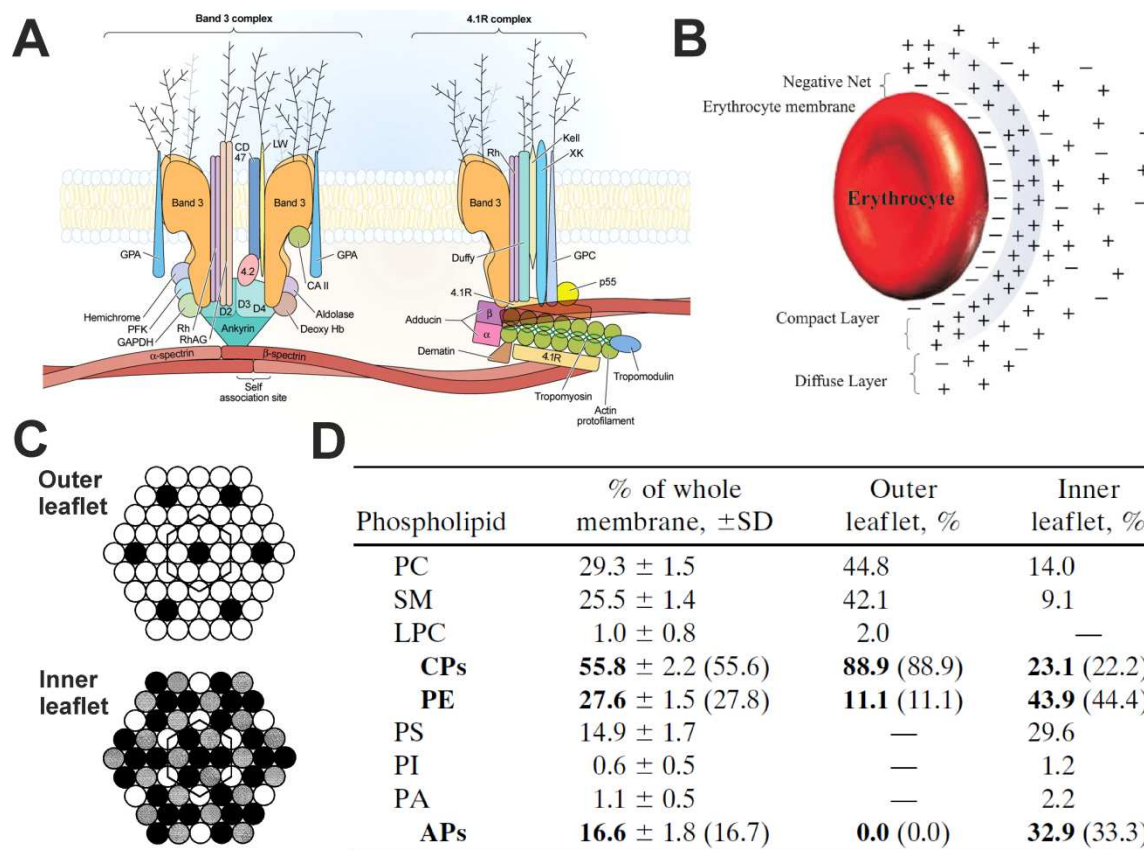 A
Band 3 complex
4.1R complex
CD
47
LW
Band 3
Band 3
GPA
GPA
4.2
CA II
D2
D3
D4
Hemichrome
PFK
GAPDH
Rh
RhAG
Ankyrin
Aldolase
Deoxy Hb
α-spectrin
β-spectrin
Self
association site
Kell
Rh
XK
Band 3
Duffy
GPC
p55
4.1R
Adducin
β
α
Dematin
4.1R
Tropomodulin
Tropomyosin
Actin
protofilament
B
Negative Net
Erythrocyte membrane
Erythrocyte
Compact Layer
Diffuse Layer
C
Outer
leaflet
Inner
leaflet
D
Phospholipid % of whole membrane, ±SD Outer leaflet, % Inner leaflet, %
PC 29.3 ± 1.5 44.8 14.0
SM 25.5 ± 1.4 42.1 9.1
LPC 1.0 ± 0.8 2.0 —
CPs 55.8 ± 2.2 (55.6) 88.9 (88.9) 23.1 (22.2)
PE 27.6 ± 1.5 (27.8) 11.1 (11.1) 43.9 (44.4)
PS 14.9 ± 1.7 — 29.6
PI 0.6 ± 0.5 — 1.2
PA 1.1 ± 0.5 — 2.2
APs 16.6 ± 1.8 (16.7) 0.0 (0.0) 32.9 (33.3)